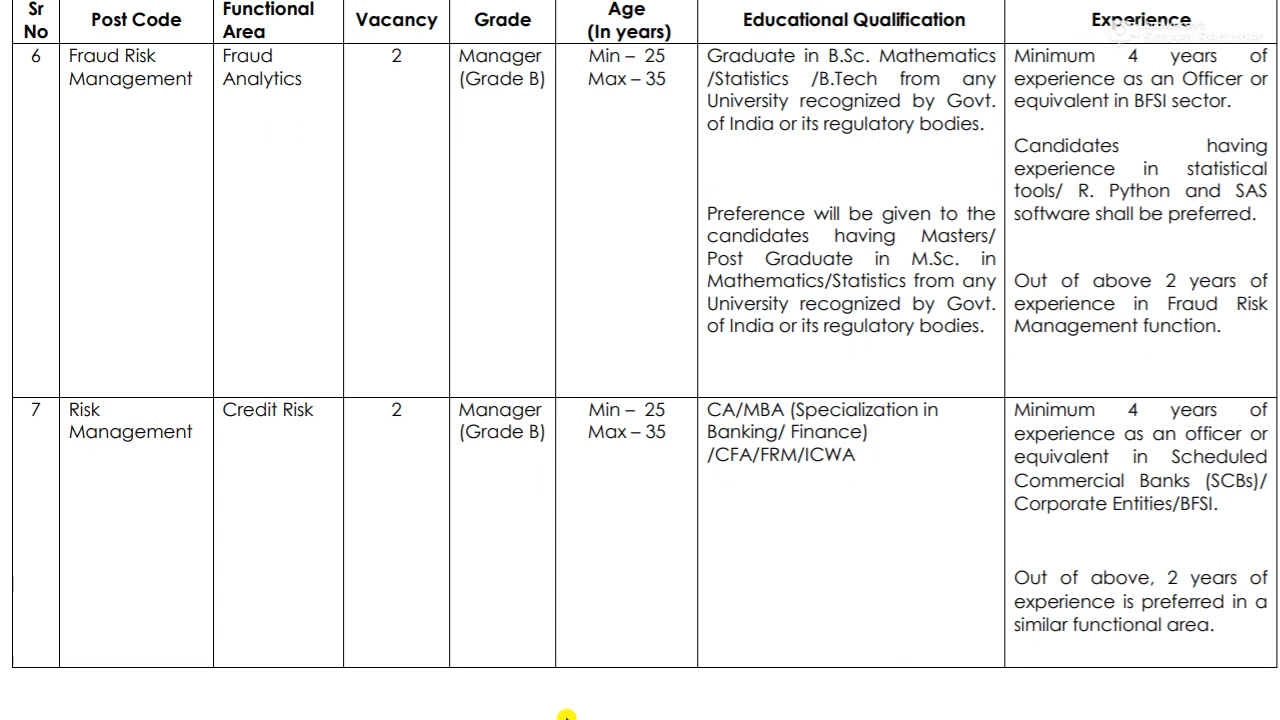 Sr No | Post Code | Functional Area | Vacancy | Grade | Age (In years) | Educational Qualification | Experience
6
Fraud Risk
Management
Fraud
Analytics
2
Manager
(Grade B)
Min – 25
Max – 35
Graduate in B.Sc. Mathematics
/Statistics /B.Tech from any
University recognized by Govt.
of India or its regulatory bodies.
Preference will be given to the
candidates having Masters/
Post Graduate in M.Sc. in
Mathematics/Statistics from any
University recognized by Govt.
of India or its regulatory bodies.
Minimum 4 years of
experience as an Officer or
equivalent in BFSI sector.
Candidates having
experience in statistical
tools/ R. Python and SAS
software shall be preferred.
Out of above 2 years of
experience in Fraud Risk
Management function.
7
Risk
Management
Credit Risk
2
Manager
(Grade B)
Min – 25
Max – 35
CA/MBA (Specialization in
Banking/ Finance)
/CFA/FRM/ICWA
Minimum 4 years of
experience as an officer or
equivalent in Scheduled
Commercial Banks (SCBs)/
Corporate Entities/BFSI.
Out of above, 2 years of
experience is preferred in a
similar functional area.
Screen Recorder